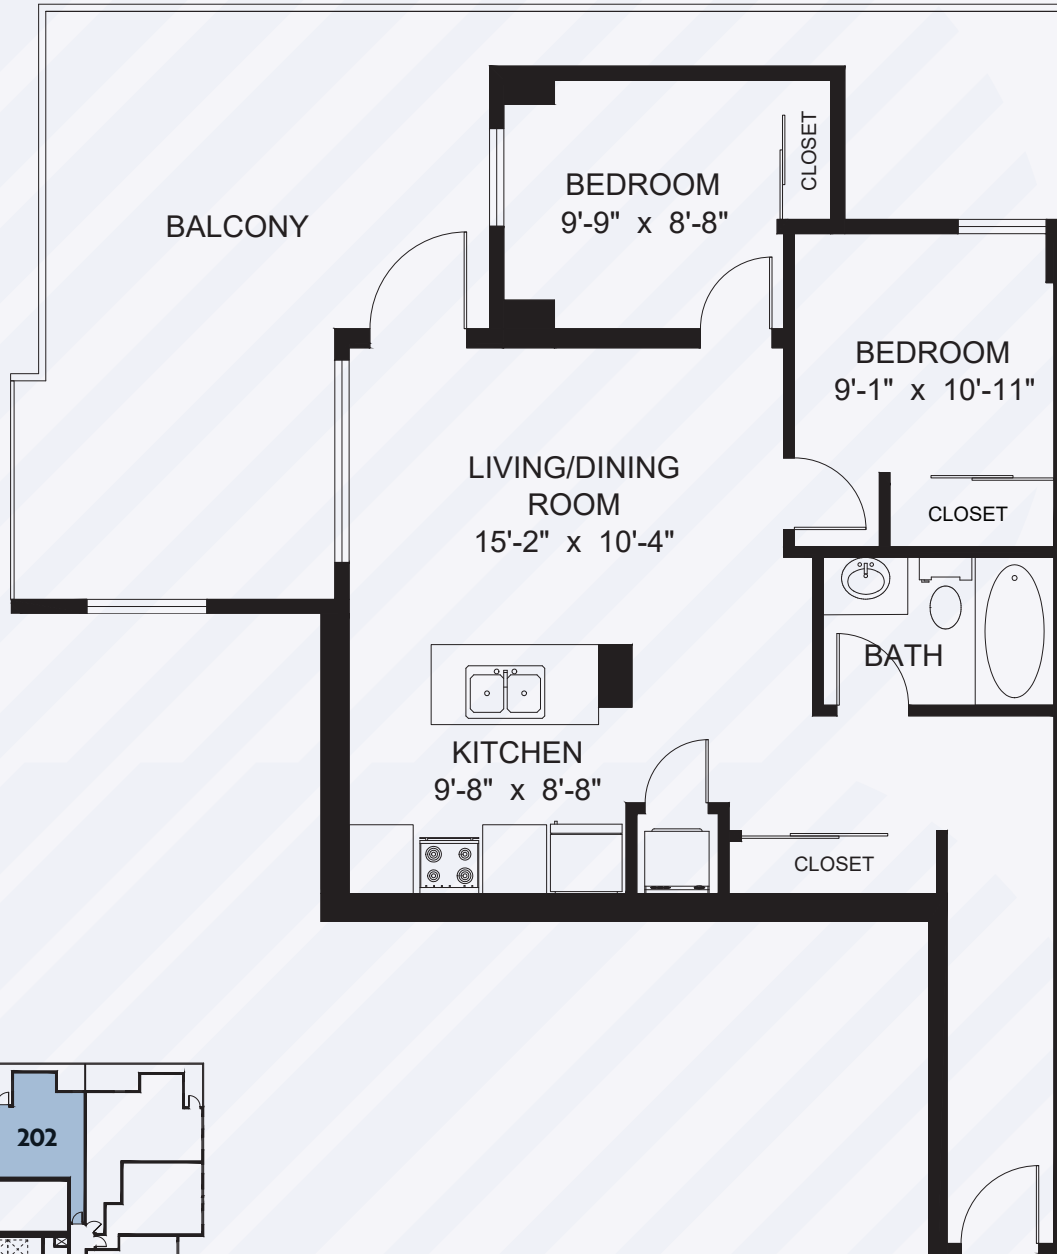 CLOSET
BEDROOM
9'-9" x 8'-8"
BALCONY
BEDROOM
9'-1" x 10'-11"
LIVING/DINING
ROOM
15'-2" x 10'-4"
CLOSET
BATH
KITCHEN
9'-8" x 8'-8"
CLOSET
202